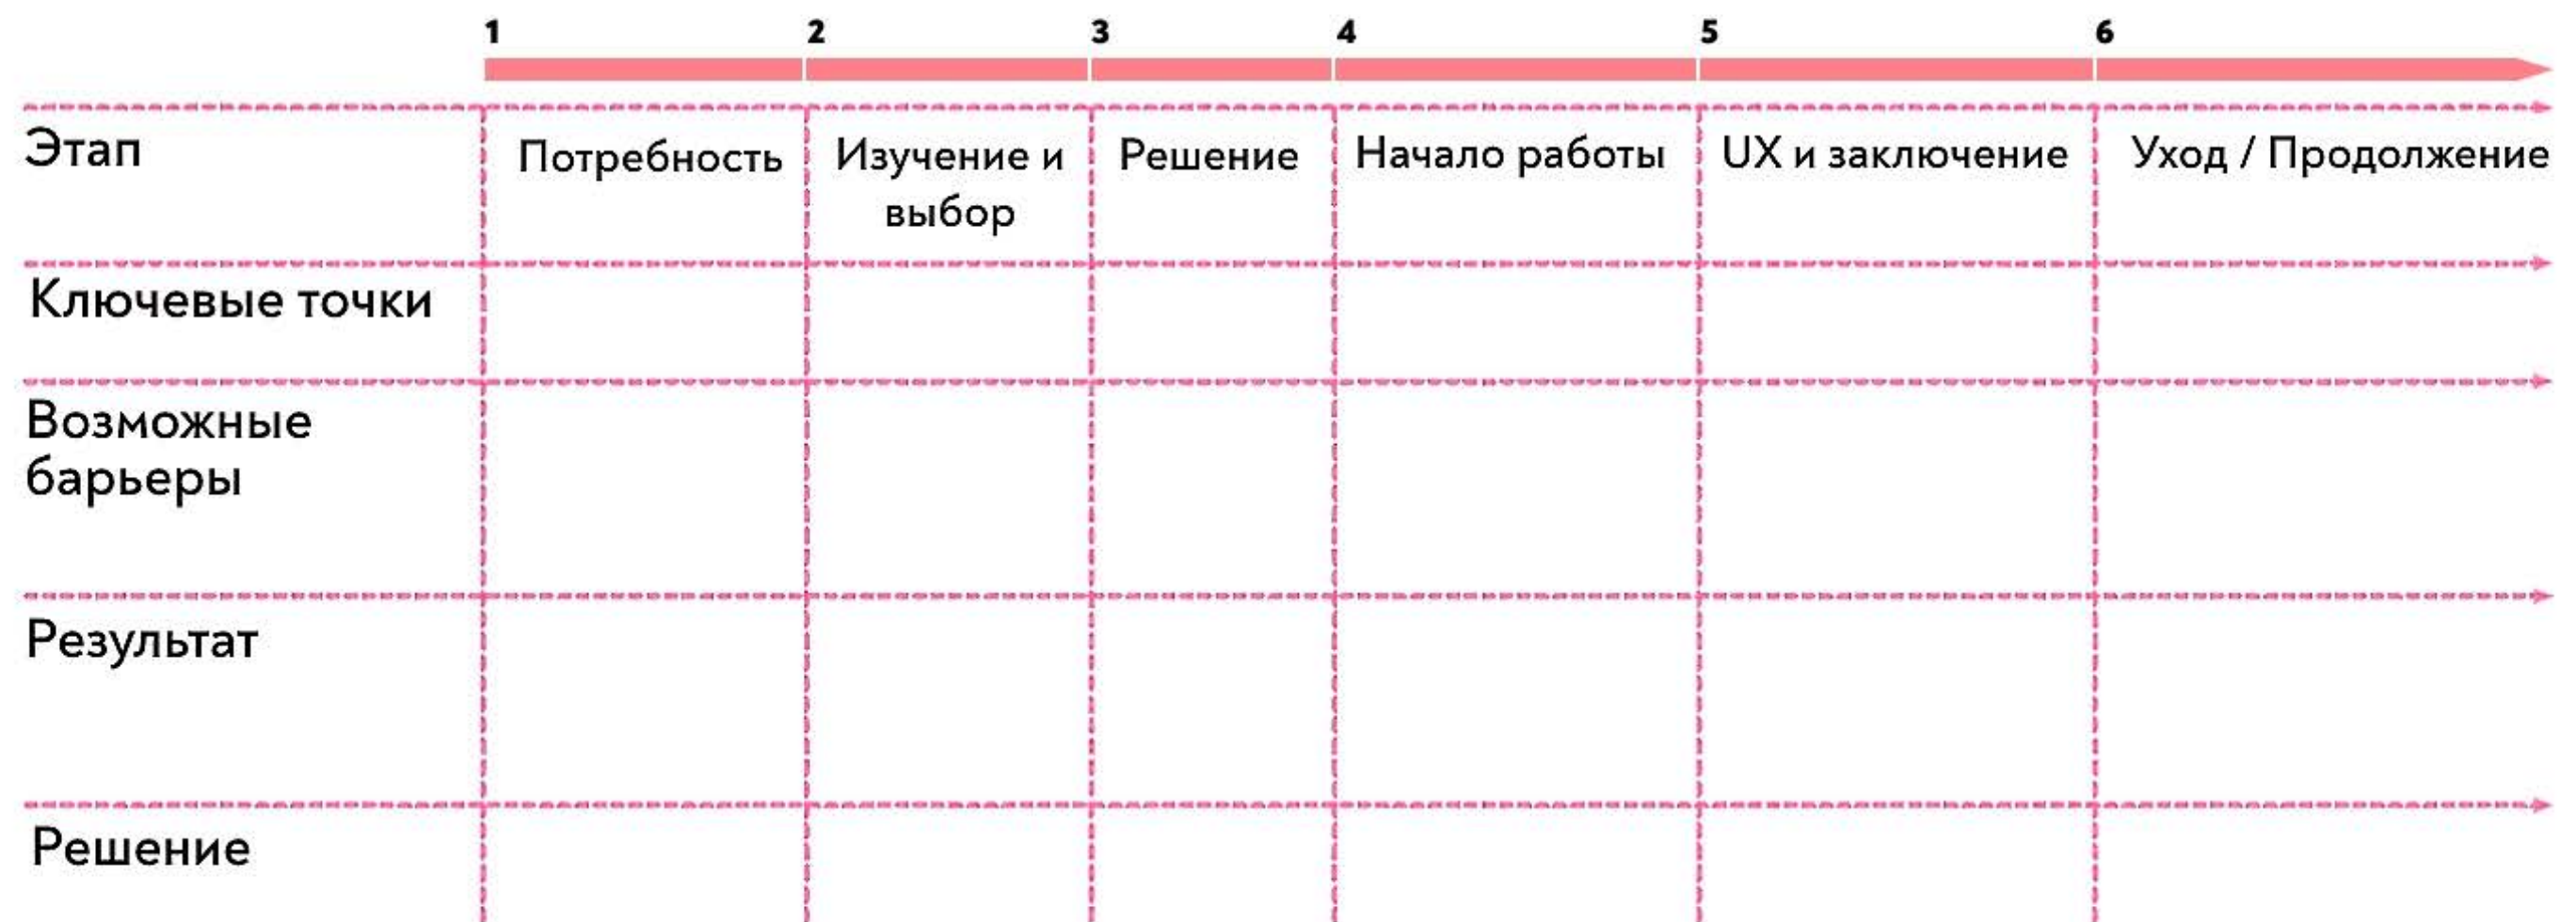 1 2 3 4 5 6
Этап Потребность Изучение и Решение Начало работы UX и заключение Уход / Продолжение
выбор
Ключевые точки
Возможные
барьеры
Результат
Решение